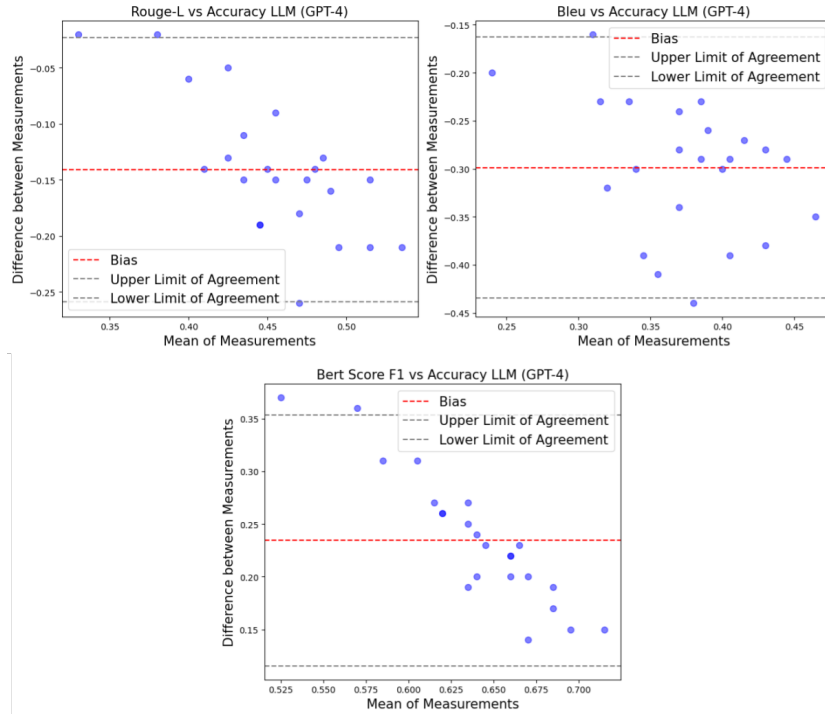 Rouge-L vs Accuracy LLM (GPT-4)
Difference between Measurements
−0.05
−0.10
−0.15
−0.20
−0.25
Bias
Upper Limit of Agreement
Lower Limit of Agreement
0.35
0.40
0.45
0.50
Mean of Measurements
Bleu vs Accuracy LLM (GPT-4)
Difference between Measurements
−0.15
−0.20
−0.25
−0.30
−0.35
−0.40
−0.45
Bias
Upper Limit of Agreement
Lower Limit of Agreement
0.25
0.30
0.35
0.40
0.45
Mean of Measurements
Bert Score F1 vs Accuracy LLM (GPT-4)
Difference between Measurements
0.35
0.30
0.25
0.20
0.15
Bias
Upper Limit of Agreement
Lower Limit of Agreement
0.525
0.550
0.575
0.600
0.625
0.650
0.675
0.700
Mean of Measurements